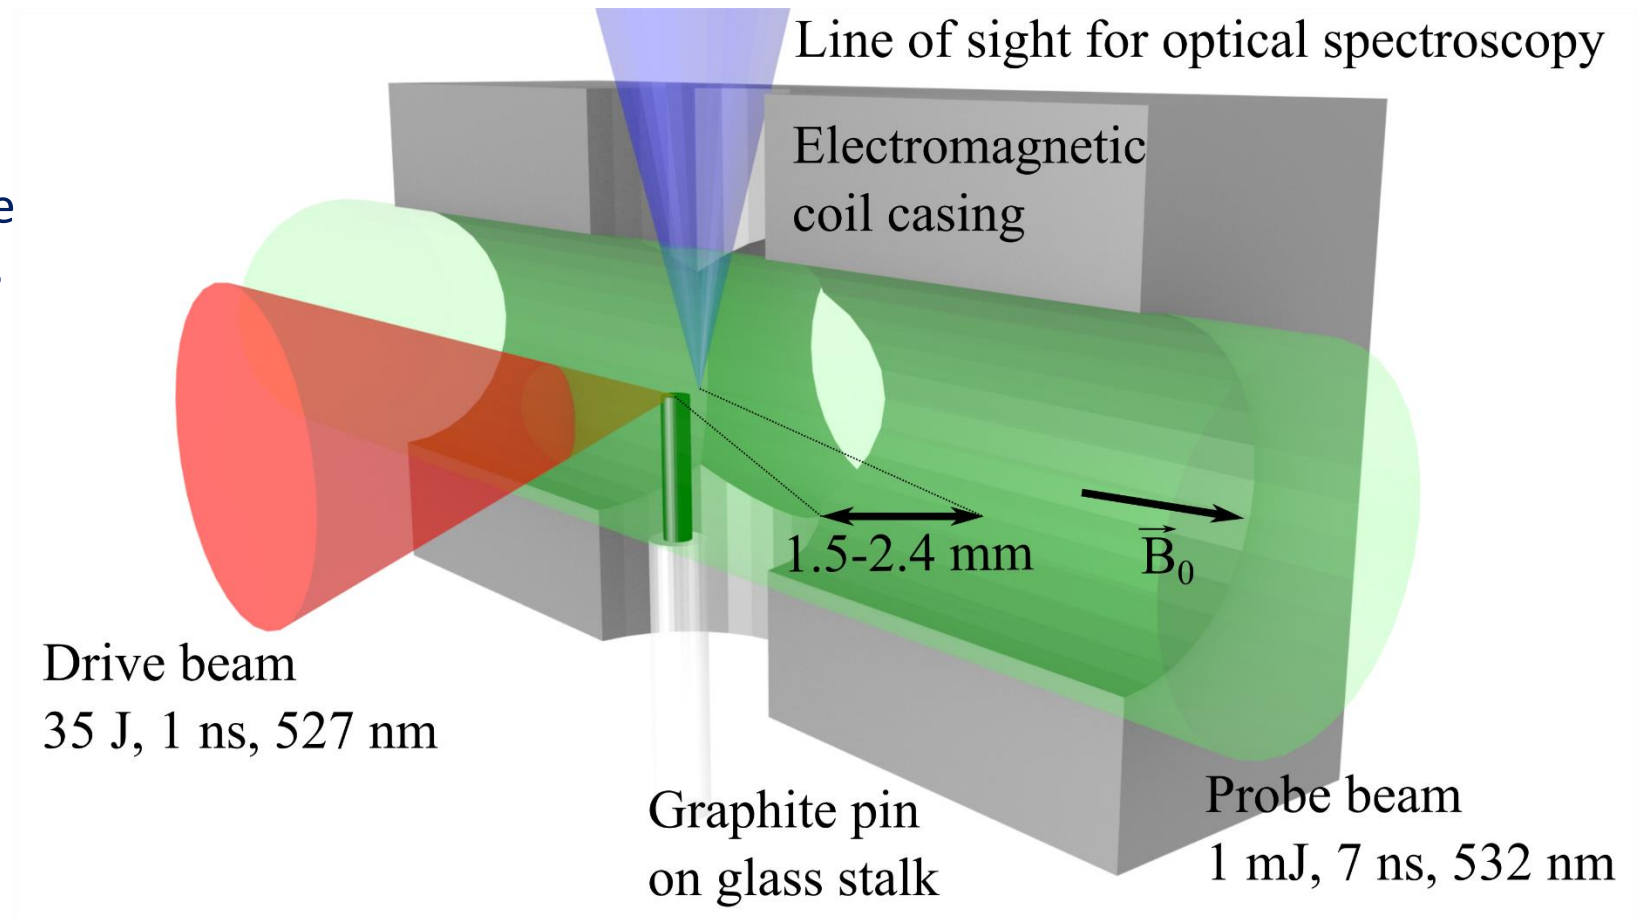 Line of sight for optical spectroscopy
Electromagnetic
coil casing
e
1.5-2.4 mm
B⃗₀
Drive beam
35 J, 1 ns, 527 nm
Graphite pin
on glass stalk
Probe beam
1 mJ, 7 ns, 532 nm